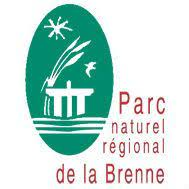 Parc
naturel
régional
de la Brenne